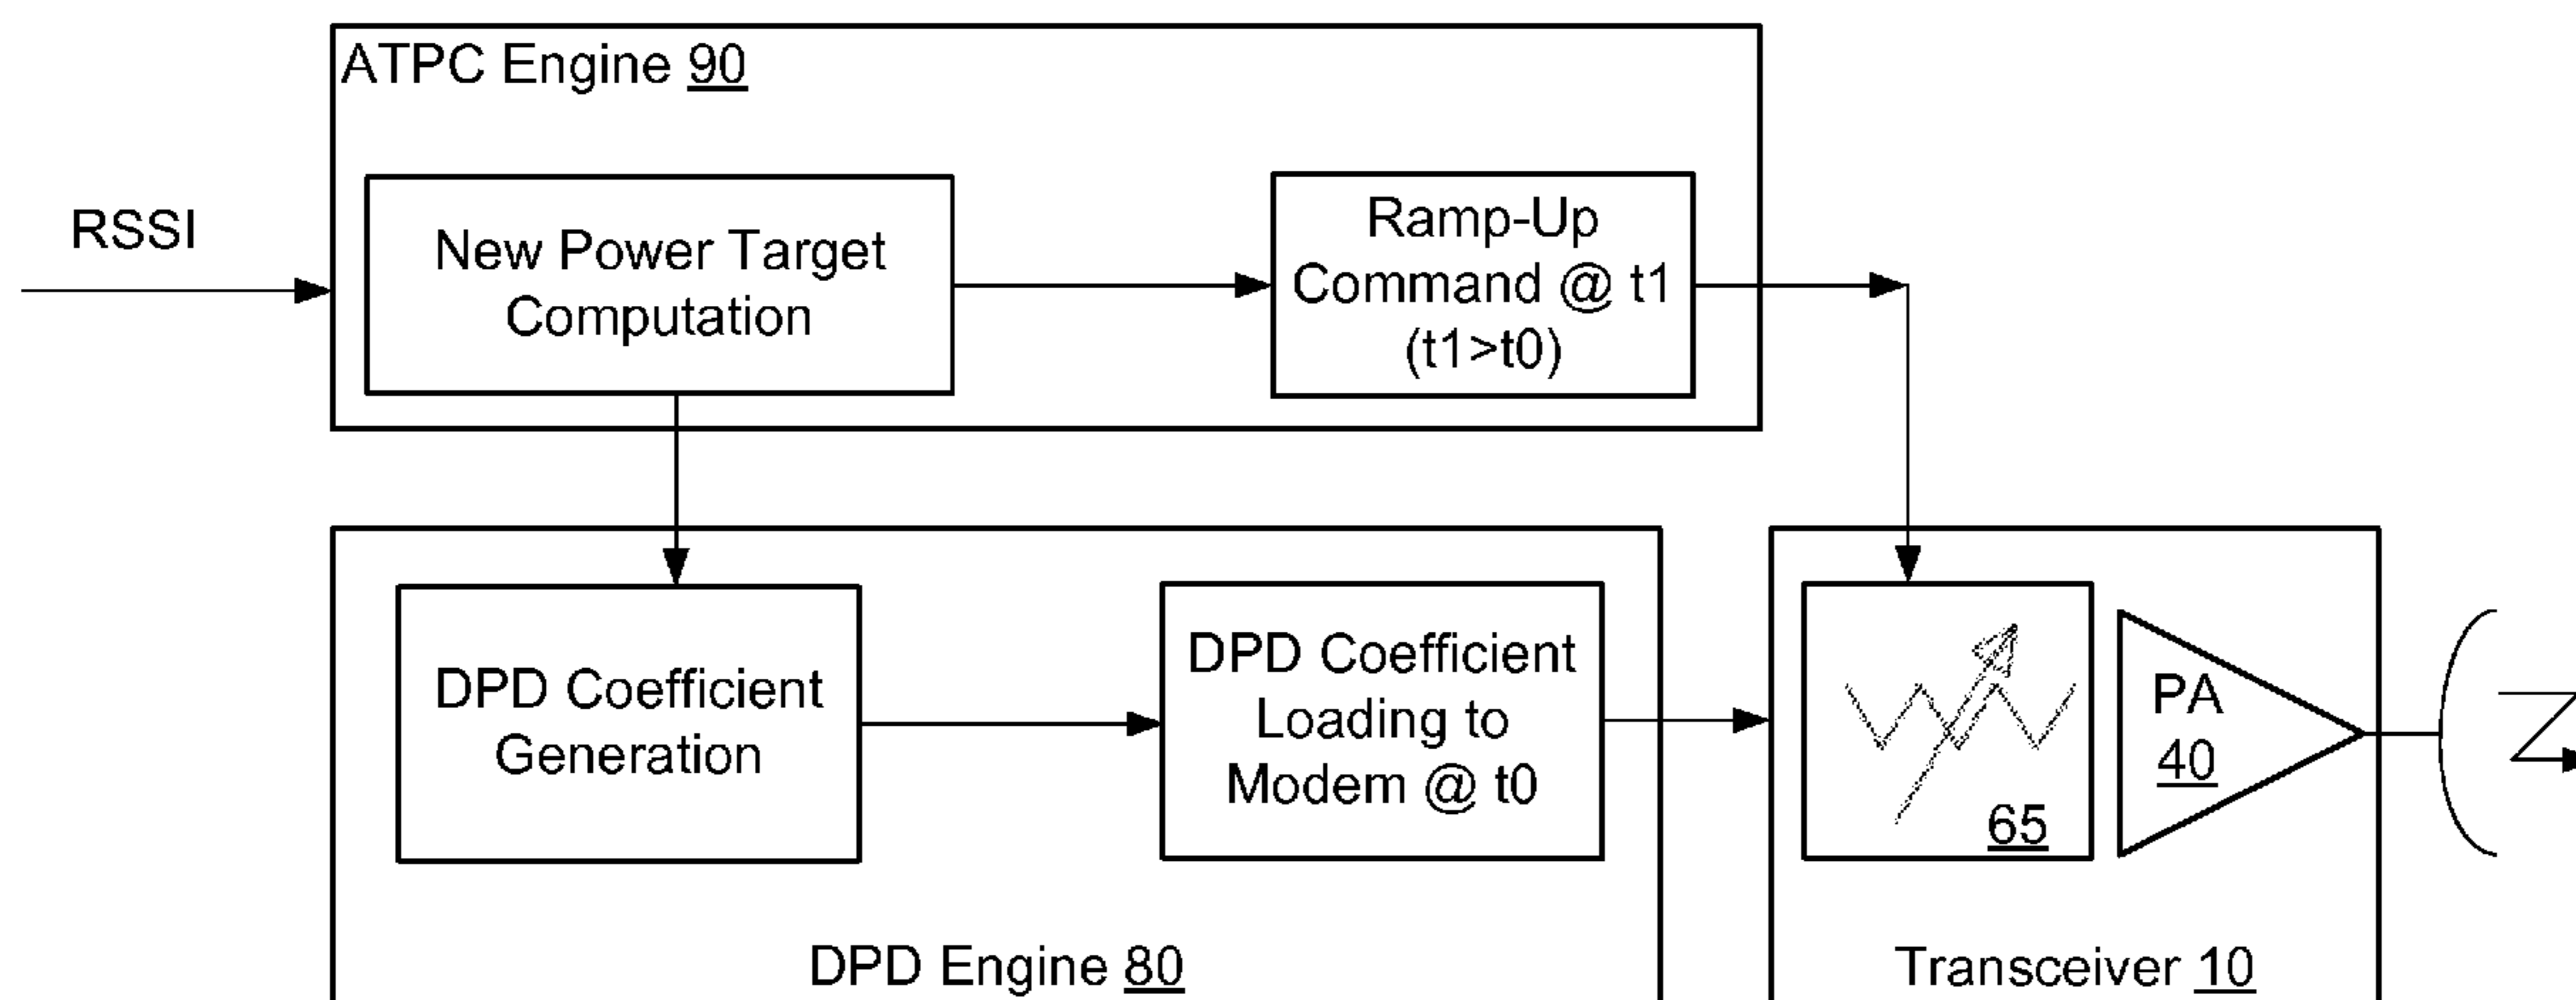 ATPC Engine 90
RSSI
New Power Target
Computation
Ramp-Up
Command @ t1
(t1>t0)
DPD Coefficient
Generation
DPD Coefficient
Loading to
Modem @ t0
DPD Engine 80
65
PA
40
Transceiver 10